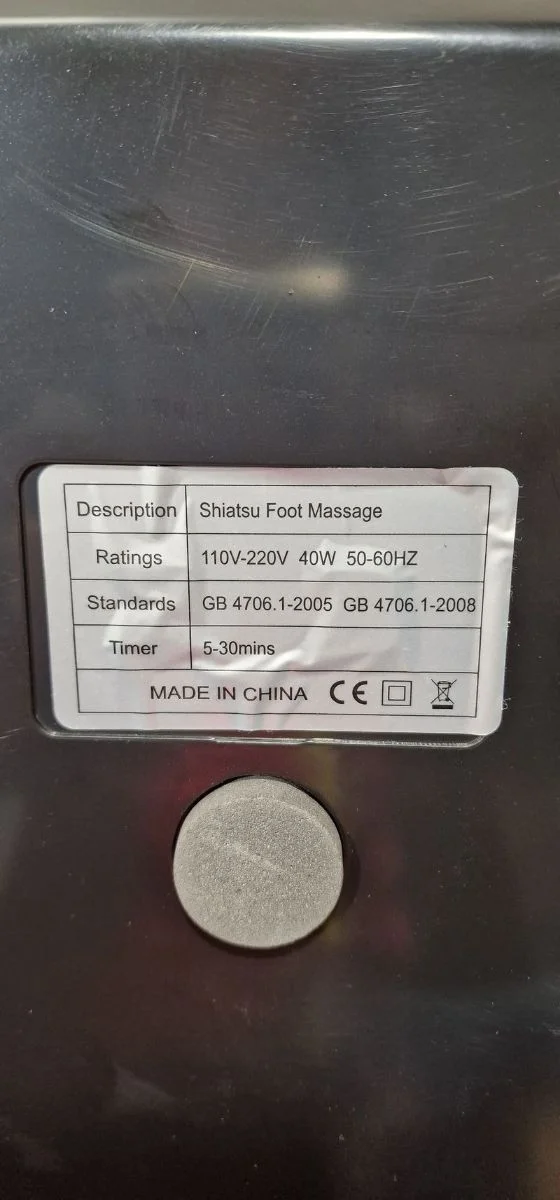 Description Shiatsu Foot Massage
Ratings 110V-220V 40W 50-60HZ
Standards GB 4706.1-2005 GB 4706.1-2008
Timer 5-30mins
MADE IN CHINA CE